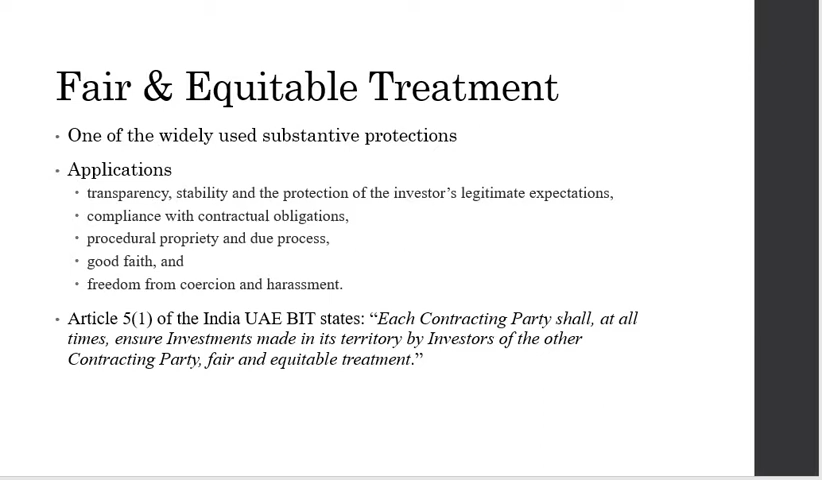 Fair & Equitable Treatment
• One of the widely used substantive protections
• Applications
• transparency, stability and the protection of the investor’s legitimate expectations,
• compliance with contractual obligations,
• procedural propriety and due process,
• good faith, and
• freedom from coercion and harassment.
• Article 5(1) of the India UAE BIT states: “Each Contracting Party shall, at all
times, ensure Investments made in its territory by Investors of the other
Contracting Party, fair and equitable treatment.”